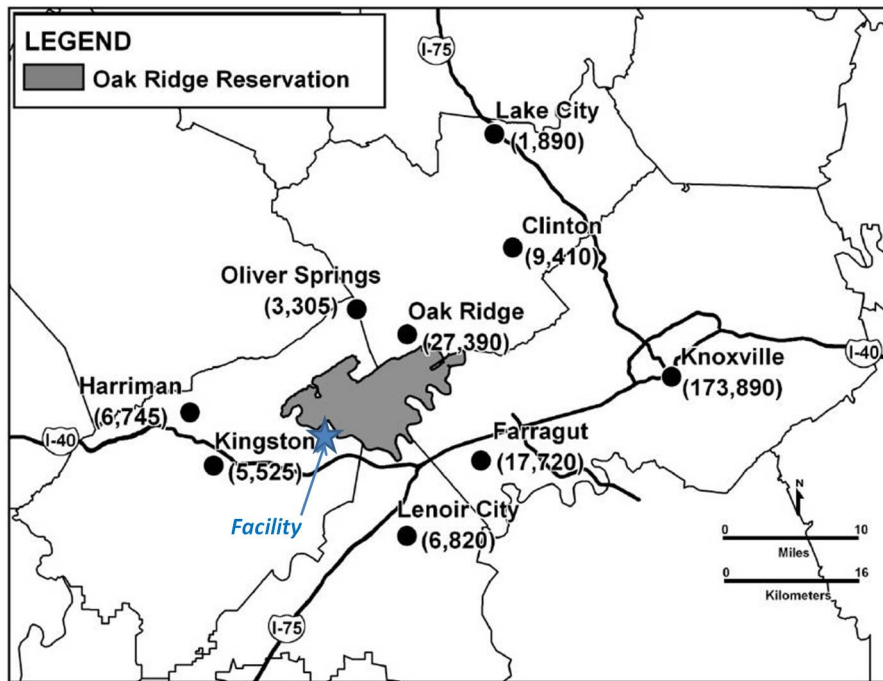 LEGEND
Oak Ridge Reservation
I-75
Lake City
(1,890)
Clinton
(9,410)
Oliver Springs
(3,305)
Oak Ridge
(27,390)
I-40
Knoxville
(173,890)
Harriman
(6,745)
I-40
Kingston
(5,525)
Farragut
(17,720)
Facility
Lenoir City
(6,820)
N
0 10
Miles
0 16
Kilometers
I-75